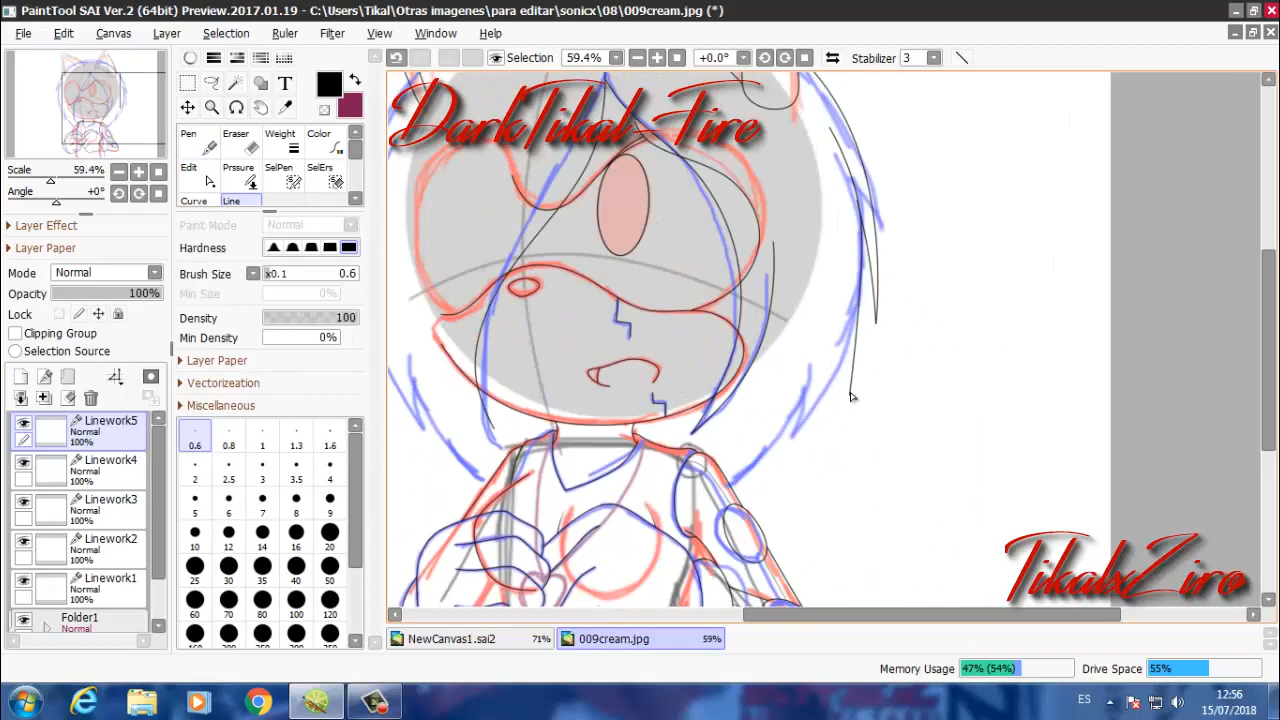 PaintTool SAI Ver.2 (64bit) Preview.2017.01.19 - C:\Users\Tikal\Otras imagenes\para editar\sonicx\08\009cream.jpg (*)
File Edit Canvas Layer Selection Ruler Filter View Window Help
Selection 59.4% +0.0° Stabilizer 3
DarkTikal-Fire
Scale 59.4%
Angle +0°
Layer Effect
Layer Paper
Mode Normal
Opacity 100%
Lock
Clipping Group
Selection Source
Linework5
Normal
100%
Linework4
Normal
100%
Linework3
Normal
100%
Linework2
Normal
100%
Linework1
Normal
100%
Folder1
Normal
T
Pen Eraser Weight Color
Edit Prssure SelPen SelErs
Curve Line
Paint Mode Normal
Hardness
Brush Size x0.1 0.6
Min Size 0%
Density 100
Min Density 0%
Layer Paper
Vectorizeation
Miscellaneous
0.6 0.8 1 1.3 1.6
2 2.5 3 3.5 4
5 6 7 8 9
10 12 14 16 20
25 30 35 40 50
60 70 80 100 120
TikalxZiro
NewCanvas1.sai2 71% 009cream.jpg 59%
Memory Usage 47% (54%) Drive Space 55%
ES 12:56
15/07/2018